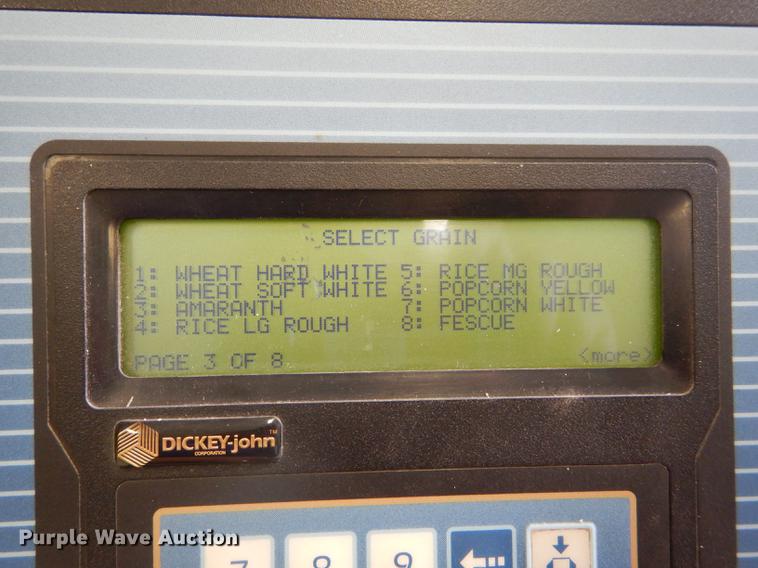 SELECT GRAIN
1: WHEAT HARD WHITE 5: RICE MG ROUGH
2: WHEAT SOFT WHITE 6: POPCORN YELLOW
3: AMARANTH 7: POPCORN WHITE
4: RICE LG ROUGH 8: FESCUE
PAGE 3 OF 8 <more>
DICKEY-john™
CORPORATION
7 8 9
Purple Wave Auction